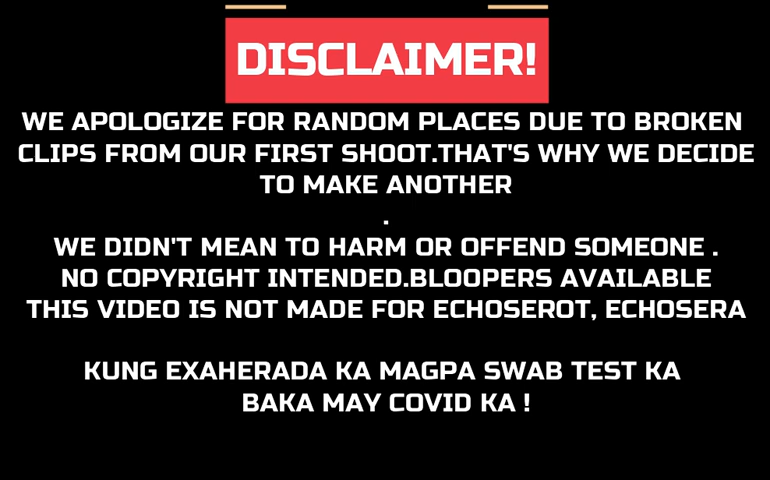 DISCLAIMER!
WE APOLOGIZE FOR RANDOM PLACES DUE TO BROKEN
CLIPS FROM OUR FIRST SHOOT.THAT'S WHY WE DECIDE
TO MAKE ANOTHER
.
WE DIDN'T MEAN TO HARM OR OFFEND SOMEONE .
NO COPYRIGHT INTENDED.BLOOPERS AVAILABLE
THIS VIDEO IS NOT MADE FOR ECHOSEROT, ECHOSERA
KUNG EXAHERADA KA MAGPA SWAB TEST KA
BAKA MAY COVID KA !